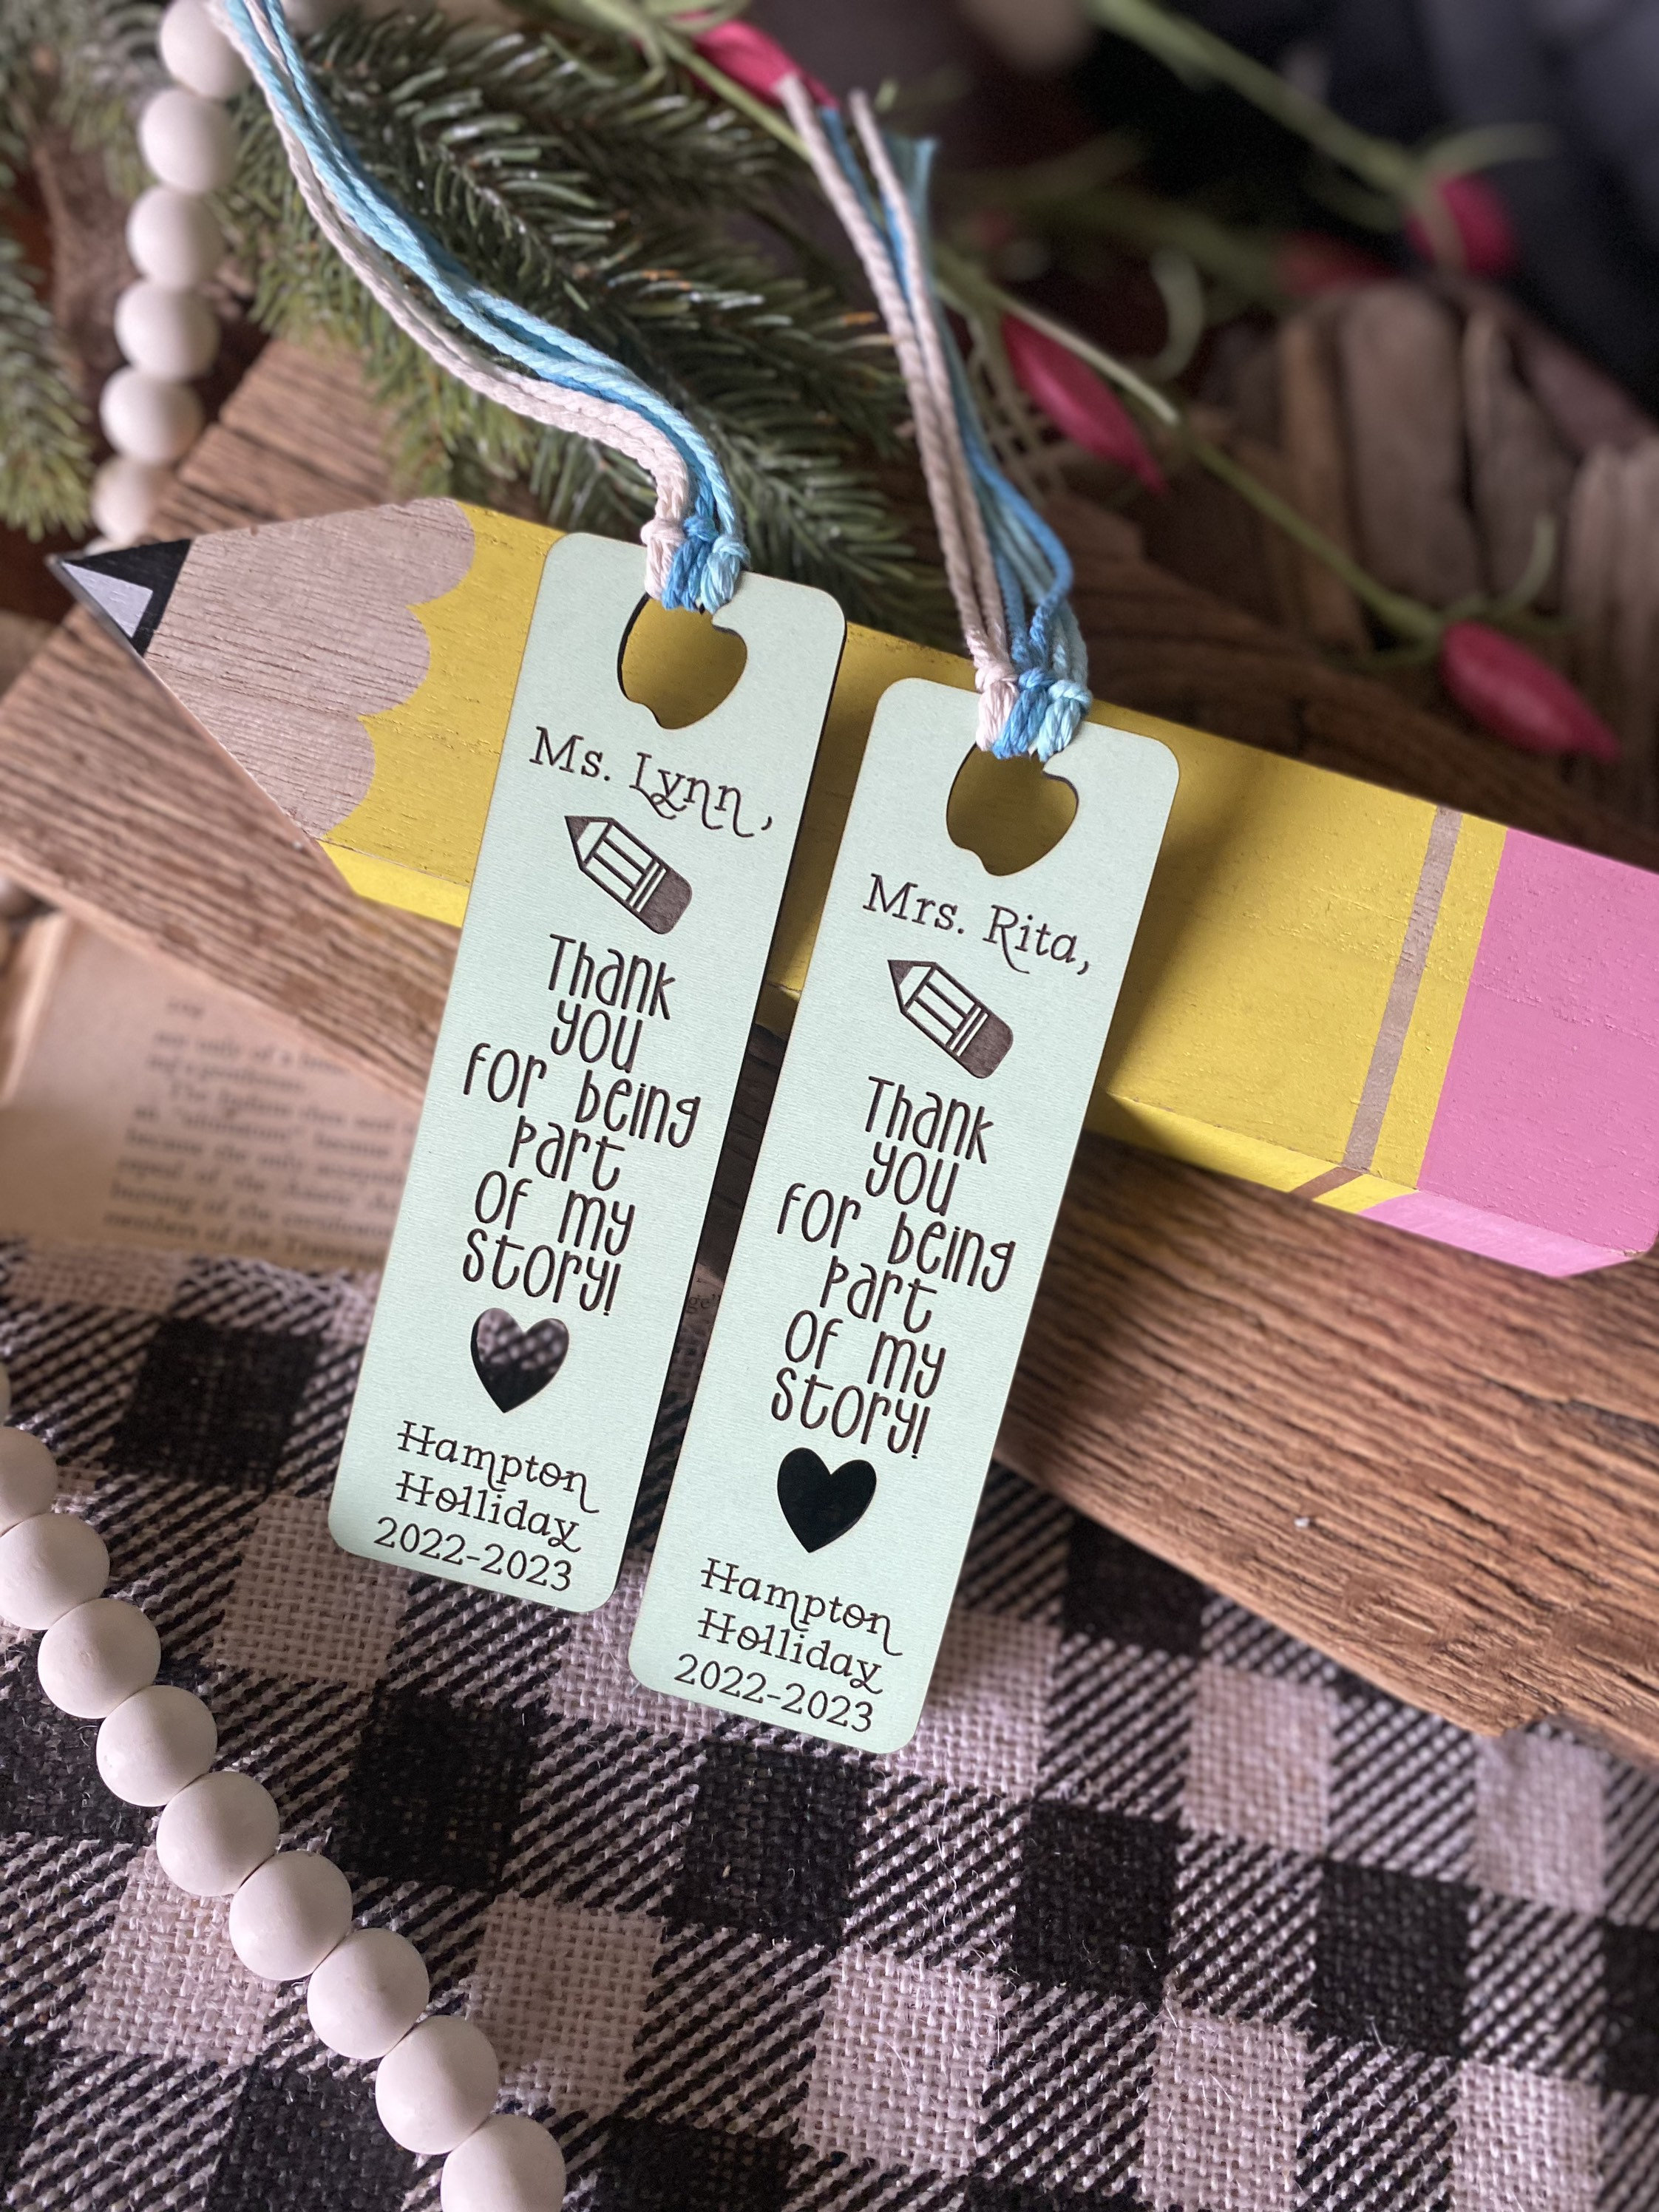 Ms. Lynn,
Thank
you
for being
part
of my
story!
Hampton
Holliday
2022-2023
Mrs. Rita,
Thank
you
for being
part
of my
story!
Hampton
Holliday
2022-2023